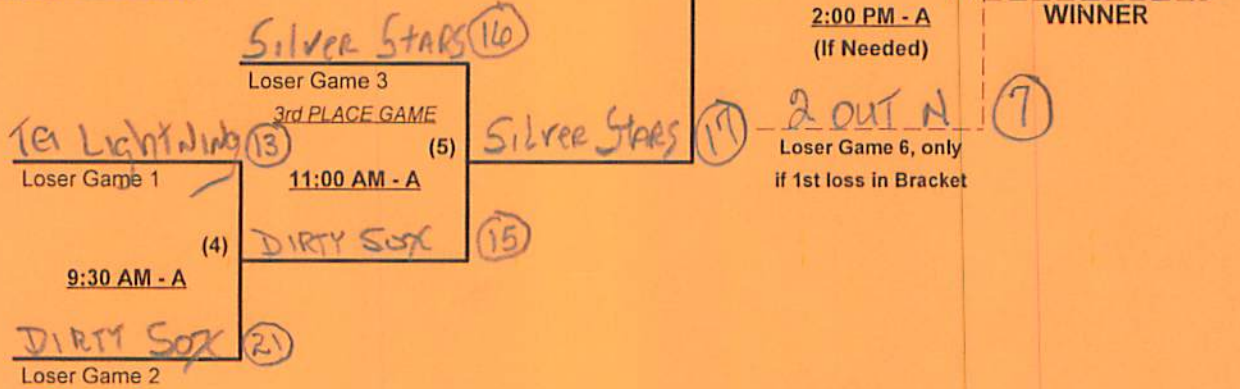 2:00 PM - A
WINNER
(If Needed)
Silver Stars 16
Loser Game 3
3rd PLACE GAME
2 OUT N 7
TGI Lightning 13
(5)
Silver Stars 17
Loser Game 6, only
Loser Game 1
11:00 AM - A
if 1st loss in Bracket
(4)
DIRTY SOX 15
9:30 AM - A
DIRTY SOX 21
Loser Game 2